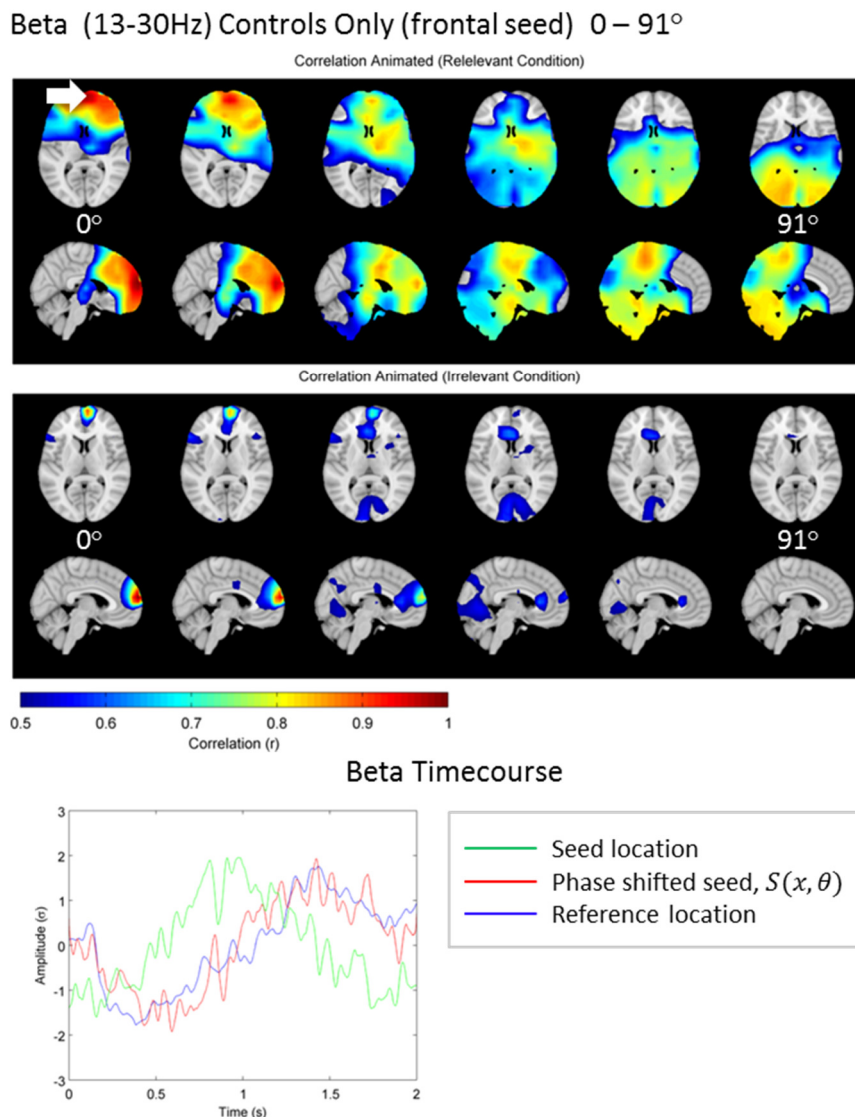 Beta (13-30Hz) Controls Only (frontal seed) 0 – 91°
Correlation Animated (Relelevant Condition)
0°
91°
Correlation Animated (Irrelevant Condition)
0°
91°
0.5 0.6 0.7 0.8 0.9 1
Correlation (r)
Beta Timecourse
3
2
1
0
-1
-2
-3
Amplitude (σ)
0 0.5 1 1.5 2
Time (s)
Seed location
Phase shifted seed, S(x, θ)
Reference location